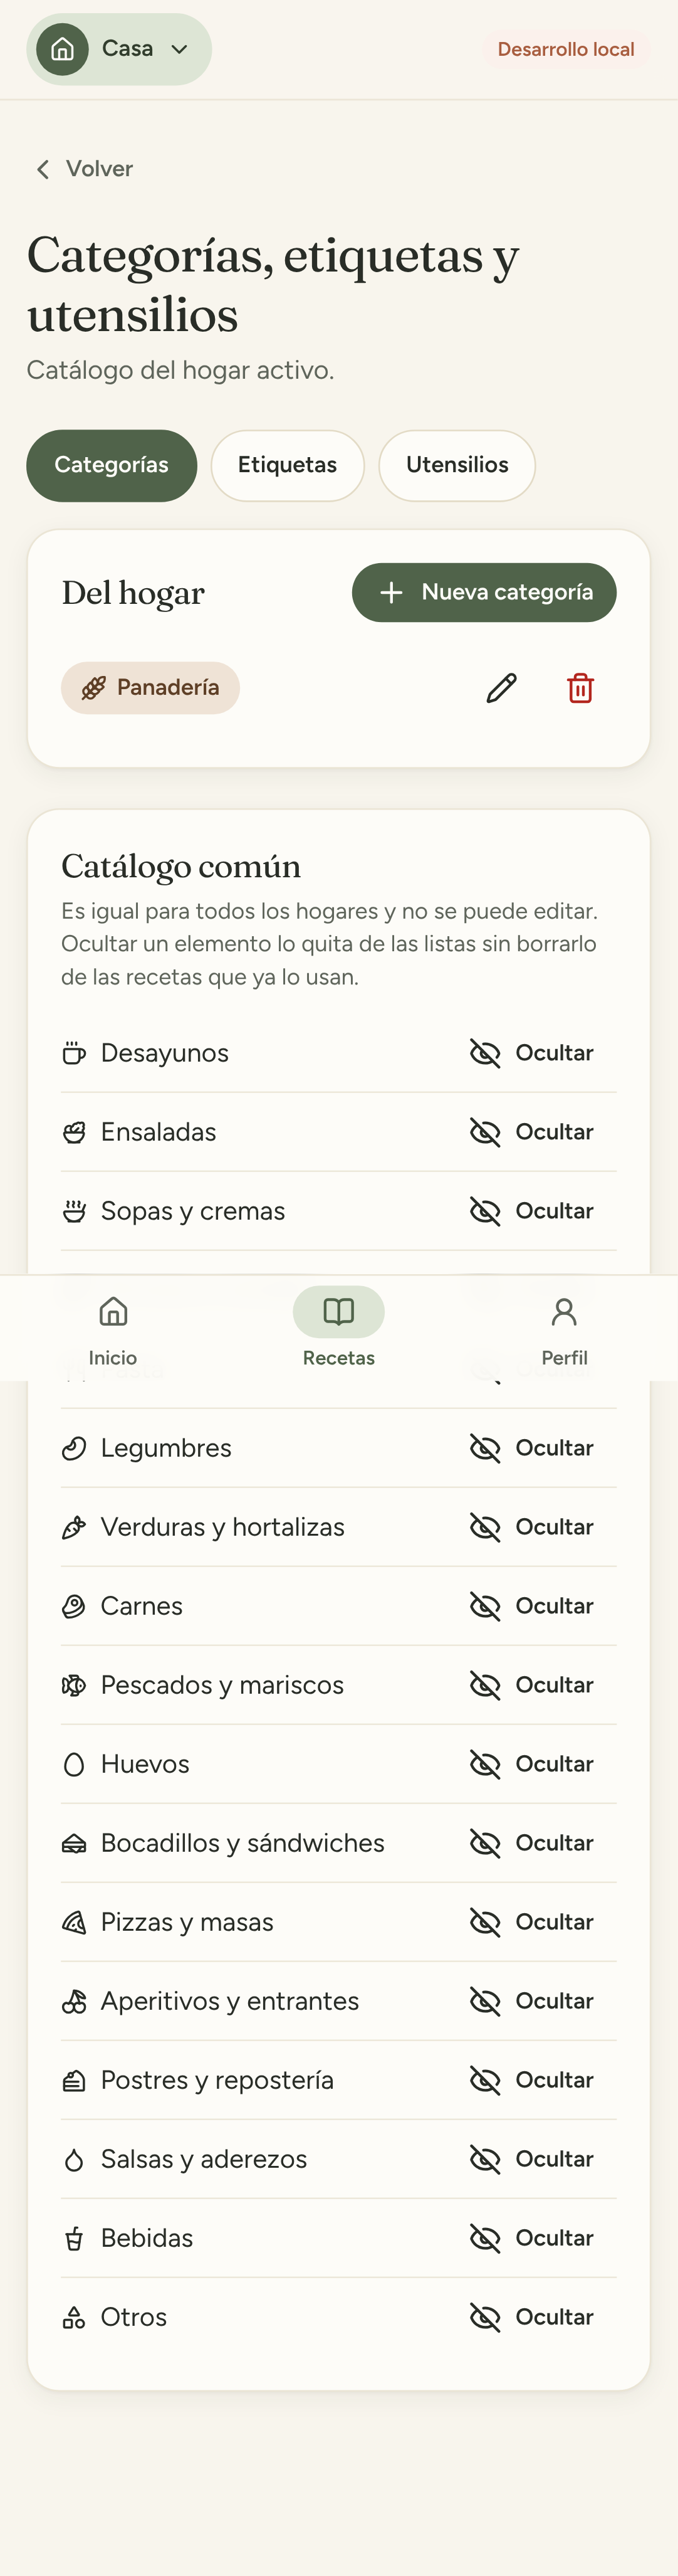 Casa
Desarrollo local
Volver
Categorías, etiquetas y
utensilios
Catálogo del hogar activo.
Categorías
Etiquetas
Utensilios
Del hogar
Nueva categoría
Panadería
Catálogo común
Es igual para todos los hogares y no se puede editar.
Ocultar un elemento lo quita de las listas sin borrarlo
de las recetas que ya lo usan.
Desayunos Ocultar
Ensaladas Ocultar
Sopas y cremas Ocultar
Inicio
Recetas
Perfil
Legumbres Ocultar
Verduras y hortalizas Ocultar
Carnes Ocultar
Pescados y mariscos Ocultar
Huevos Ocultar
Bocadillos y sándwiches Ocultar
Pizzas y masas Ocultar
Aperitivos y entrantes Ocultar
Postres y repostería Ocultar
Salsas y aderezos Ocultar
Bebidas Ocultar
Otros Ocultar